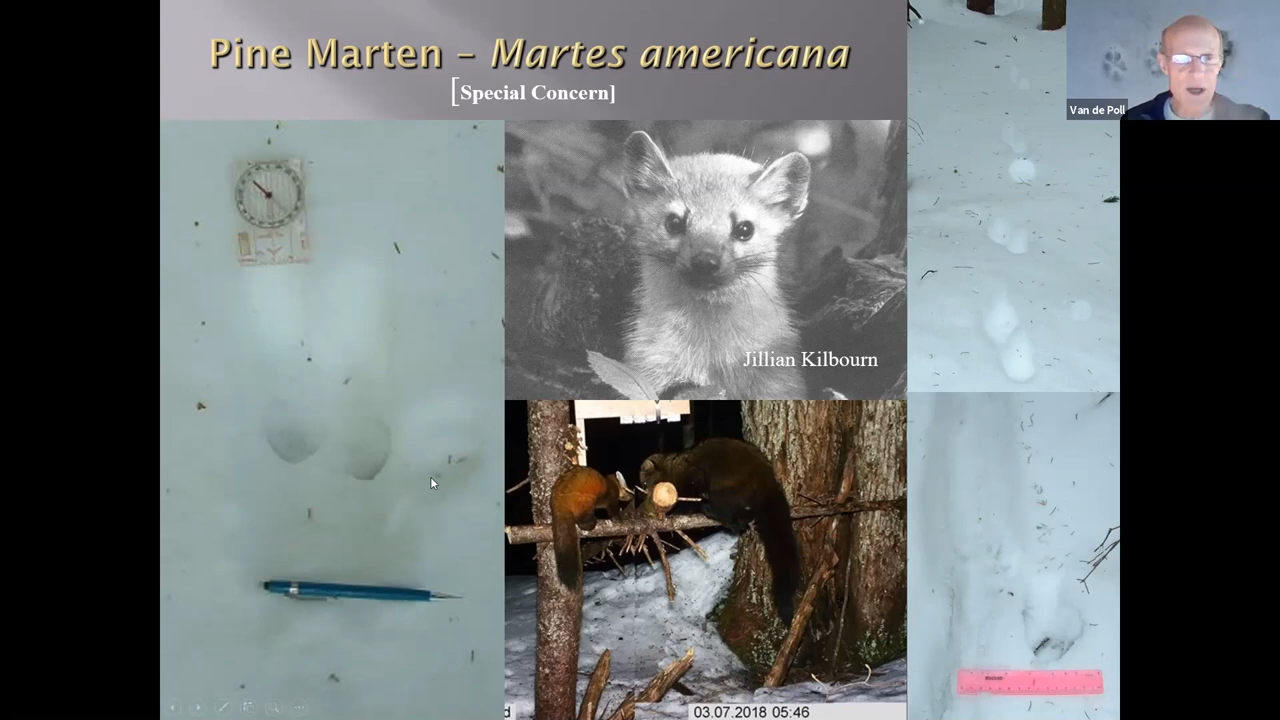 Pine Marten – Martes americana
[Special Concern]
Van de Poll
Jillian Kilbourn
d
03.07.2018 05:46